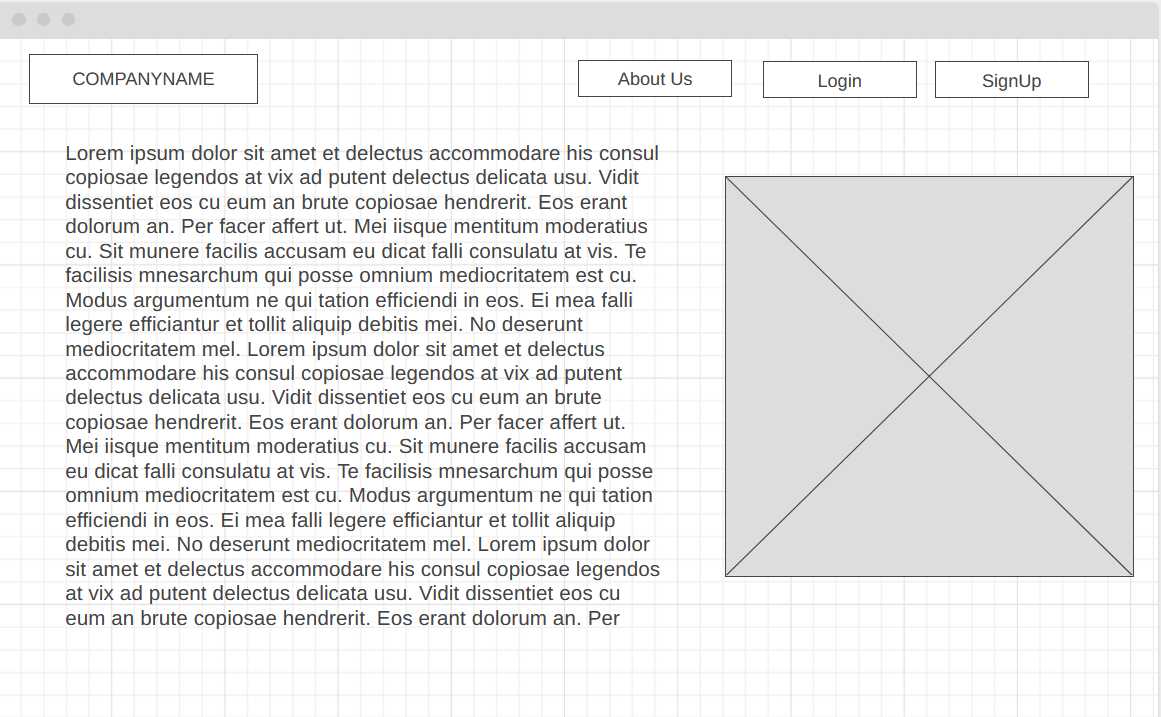 COMPANYNAME
About Us
Login
SignUp
Lorem ipsum dolor sit amet et delectus accommodare his consul
copiosae legendos at vix ad putent delectus delicata usu. Vidit
dissentiet eos cu eum an brute copiosae hendrerit. Eos erant
dolorum an. Per facer affert ut. Mei iisque mentitum moderatius
cu. Sit munere facilis accusam eu dicat falli consulatu at vis. Te
facilisis mnesarchum qui posse omnium mediocritatem est cu.
Modus argumentum ne qui tation efficiendi in eos. Ei mea falli
legere efficiantur et tollit aliquip debitis mei. No deserunt
mediocritatem mel. Lorem ipsum dolor sit amet et delectus
accommodare his consul copiosae legendos at vix ad putent
delectus delicata usu. Vidit dissentiet eos cu eum an brute
copiosae hendrerit. Eos erant dolorum an. Per facer affert ut.
Mei iisque mentitum moderatius cu. Sit munere facilis accusam
eu dicat falli consulatu at vis. Te facilisis mnesarchum qui posse
omnium mediocritatem est cu. Modus argumentum ne qui tation
efficiendi in eos. Ei mea falli legere efficiantur et tollit aliquip
debitis mei. No deserunt mediocritatem mel. Lorem ipsum dolor
sit amet et delectus accommodare his consul copiosae legendos
at vix ad putent delectus delicata usu. Vidit dissentiet eos cu
eum an brute copiosae hendrerit. Eos erant dolorum an. Per